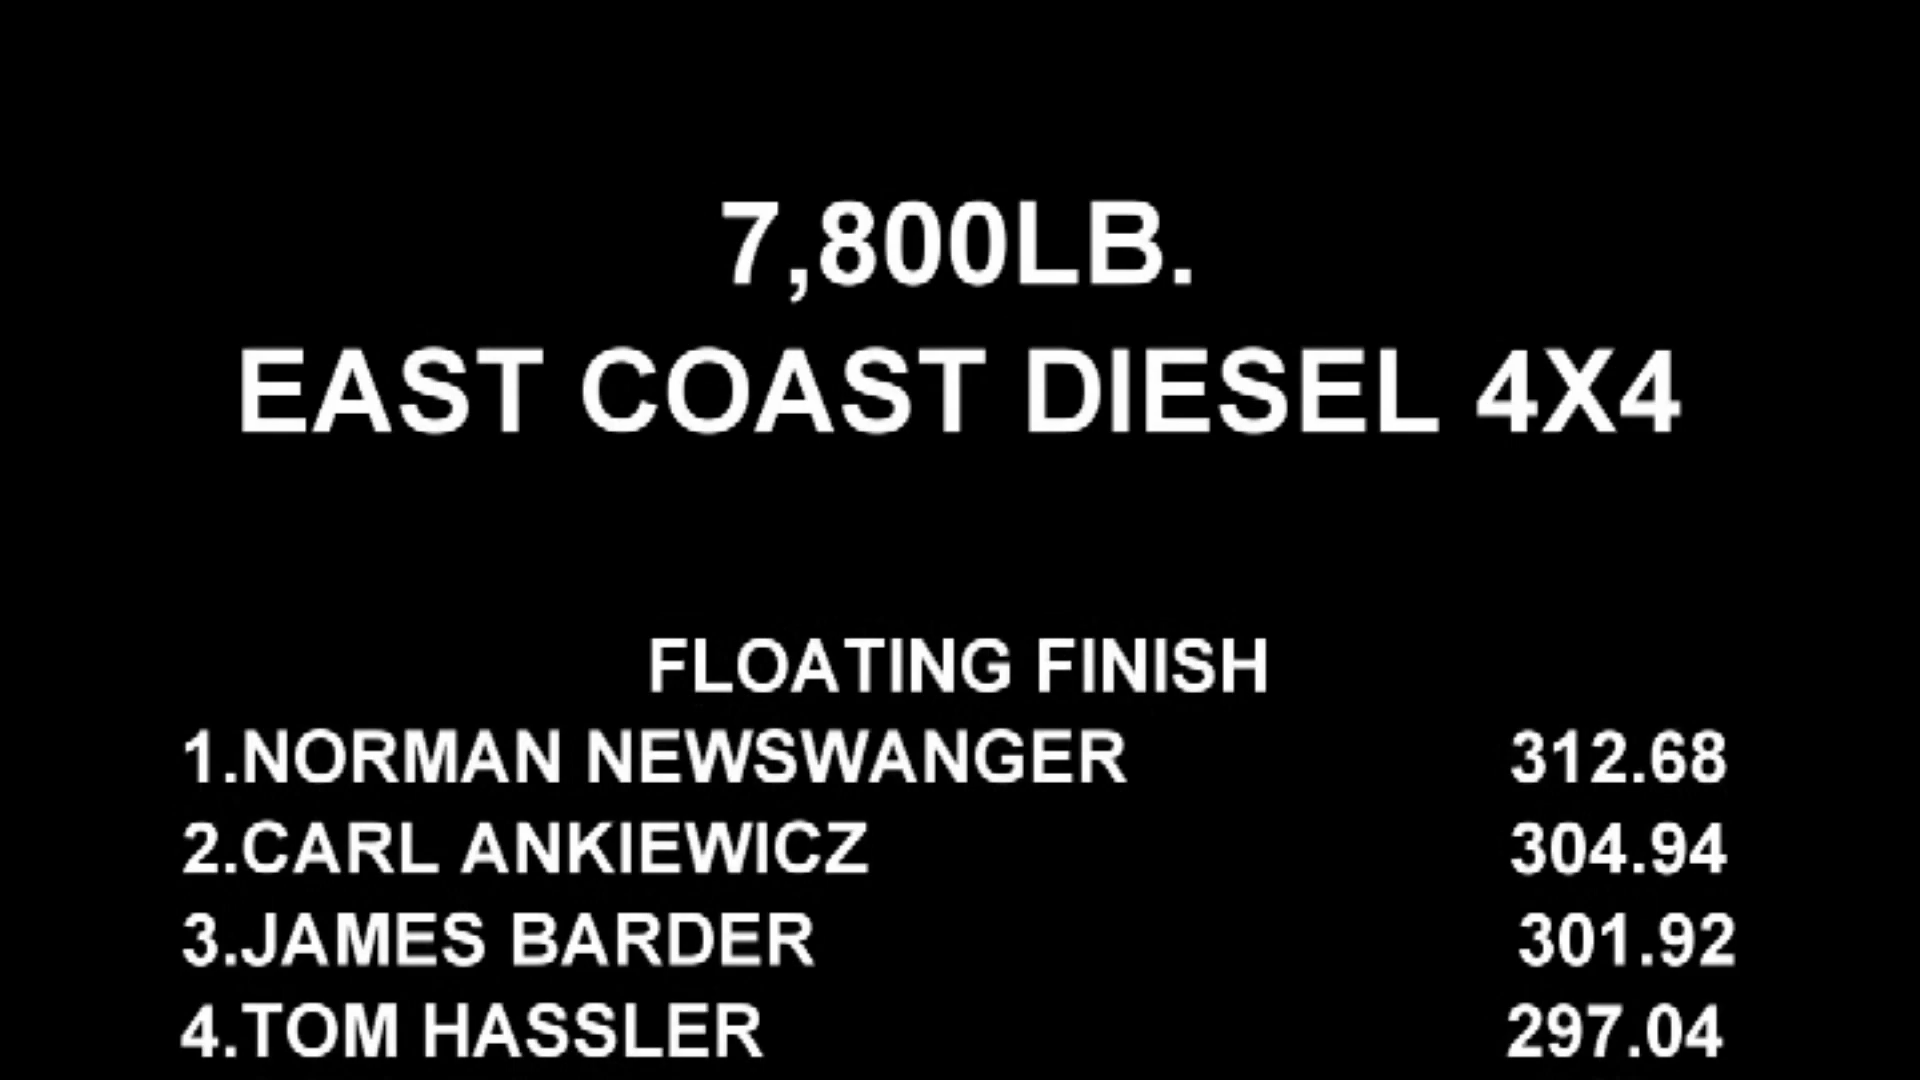 7,800LB.
EAST COAST DIESEL 4X4
FLOATING FINISH
1.NORMAN NEWSWANGER 312.68
2.CARL ANKIEWICZ 304.94
3.JAMES BARDER 301.92
4.TOM HASSLER 297.04